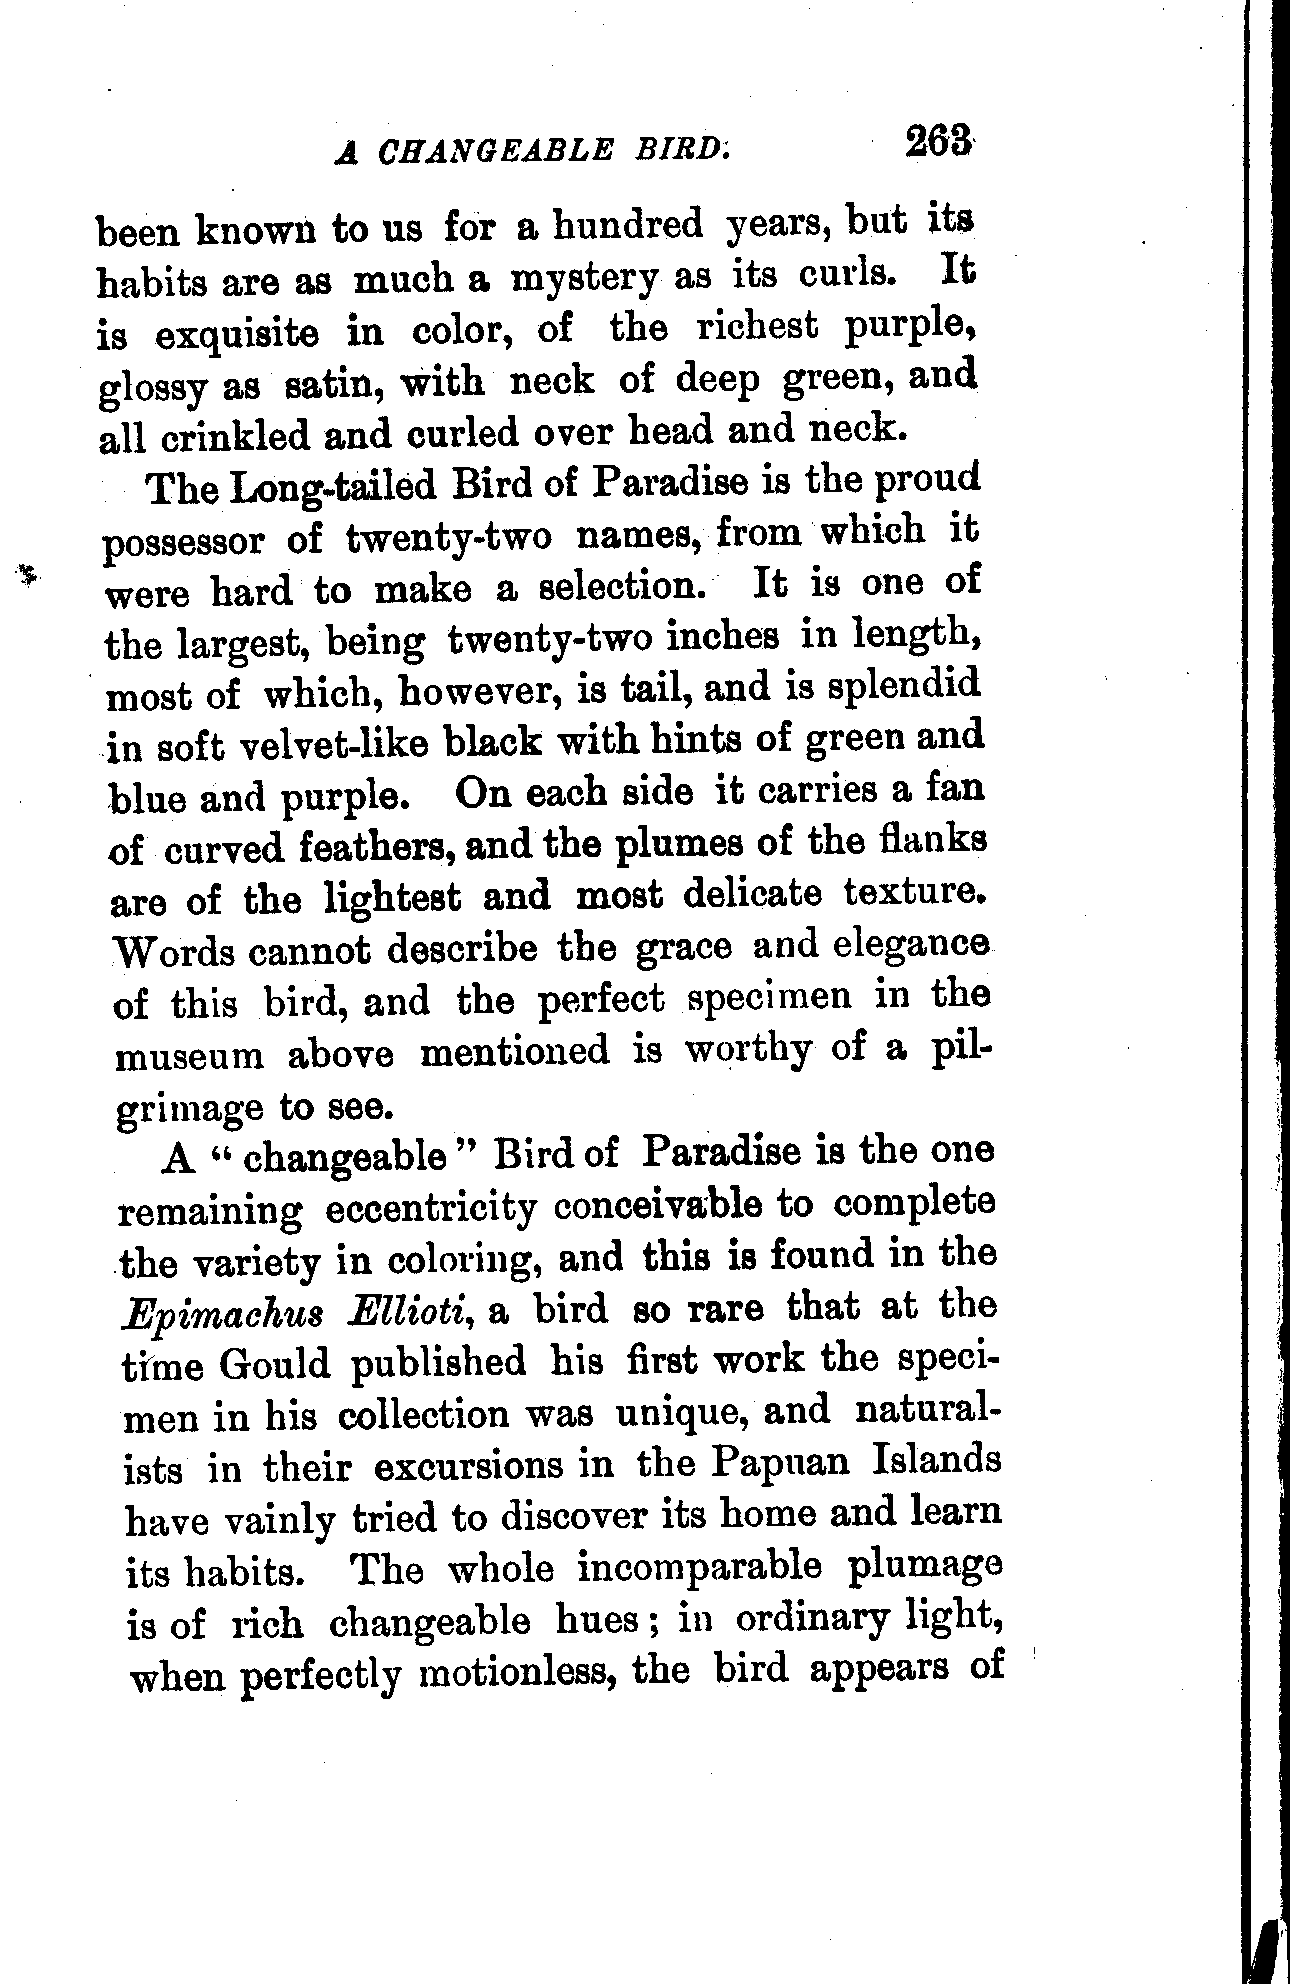 A CHANGEABLE BIRD. 263
been known to us for a hundred years, but its
habits are as much a mystery as its curls. It
is exquisite in color, of the richest purple,
glossy as satin, with neck of deep green, and
all crinkled and curled over head and neck.
The Long-tailed Bird of Paradise is the proud
possessor of twenty-two names, from which it
were hard to make a selection. It is one of
the largest, being twenty-two inches in length,
most of which, however, is tail, and is splendid
in soft velvet-like black with hints of green and
blue and purple. On each side it carries a fan
of curved feathers, and the plumes of the flanks
are of the lightest and most delicate texture.
Words cannot describe the grace and elegance
of this bird, and the perfect specimen in the
museum above mentioned is worthy of a pil-
grimage to see.
A “ changeable ” Bird of Paradise is the one
remaining eccentricity conceivable to complete
the variety in coloring, and this is found in the
Epimachus Ellioti, a bird so rare that at the
time Gould published his first work the speci-
men in his collection was unique, and natural-
ists in their excursions in the Papuan Islands
have vainly tried to discover its home and learn
its habits. The whole incomparable plumage
is of rich changeable hues ; in ordinary light,
when perfectly motionless, the bird appears of